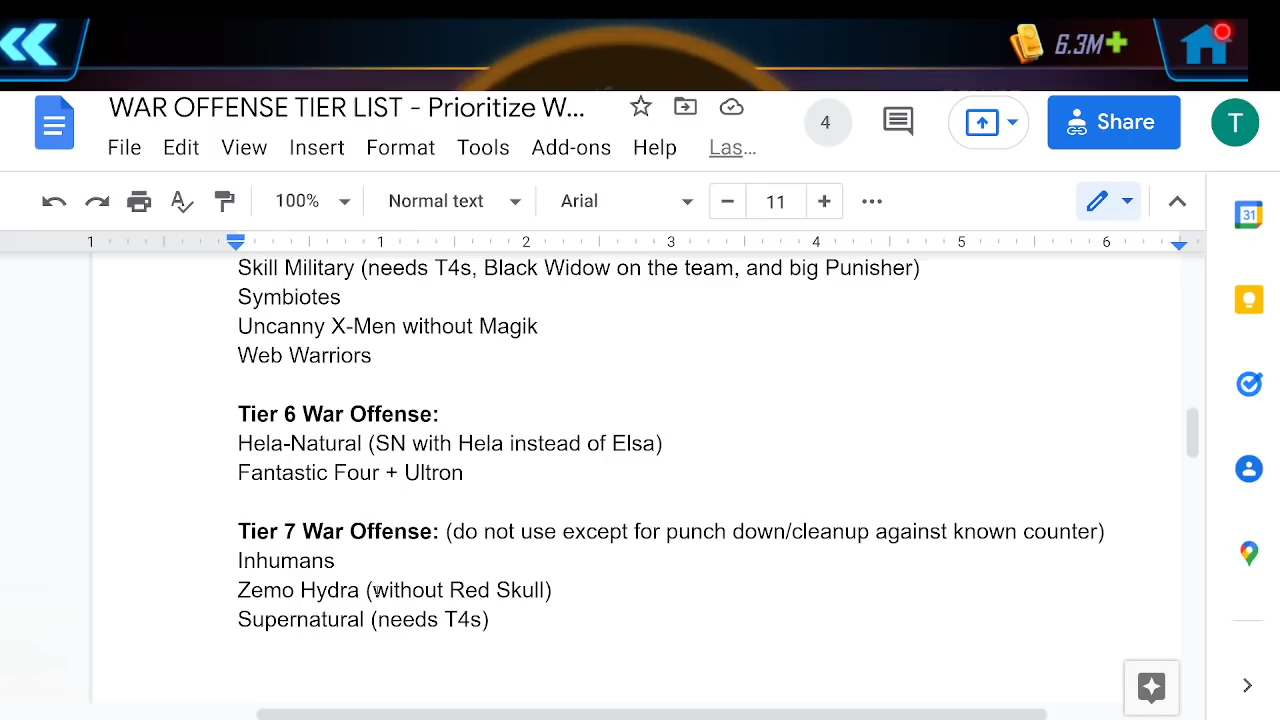 6.3M
WAR OFFENSE TIER LIST - Prioritize W...
4
Share
T
File Edit View Insert Format Tools Add-ons Help Las...
100% Normal text Arial 11
1 1 2 3 4 5 6
31
Skill Military (needs T4s, Black Widow on the team, and big Punisher)
Symbiotes
Uncanny X-Men without Magik
Web Warriors
Tier 6 War Offense:
Hela-Natural (SN with Hela instead of Elsa)
Fantastic Four + Ultron
Tier 7 War Offense: (do not use except for punch down/cleanup against known counter)
Inhumans
Zemo Hydra (without Red Skull)
Supernatural (needs T4s)